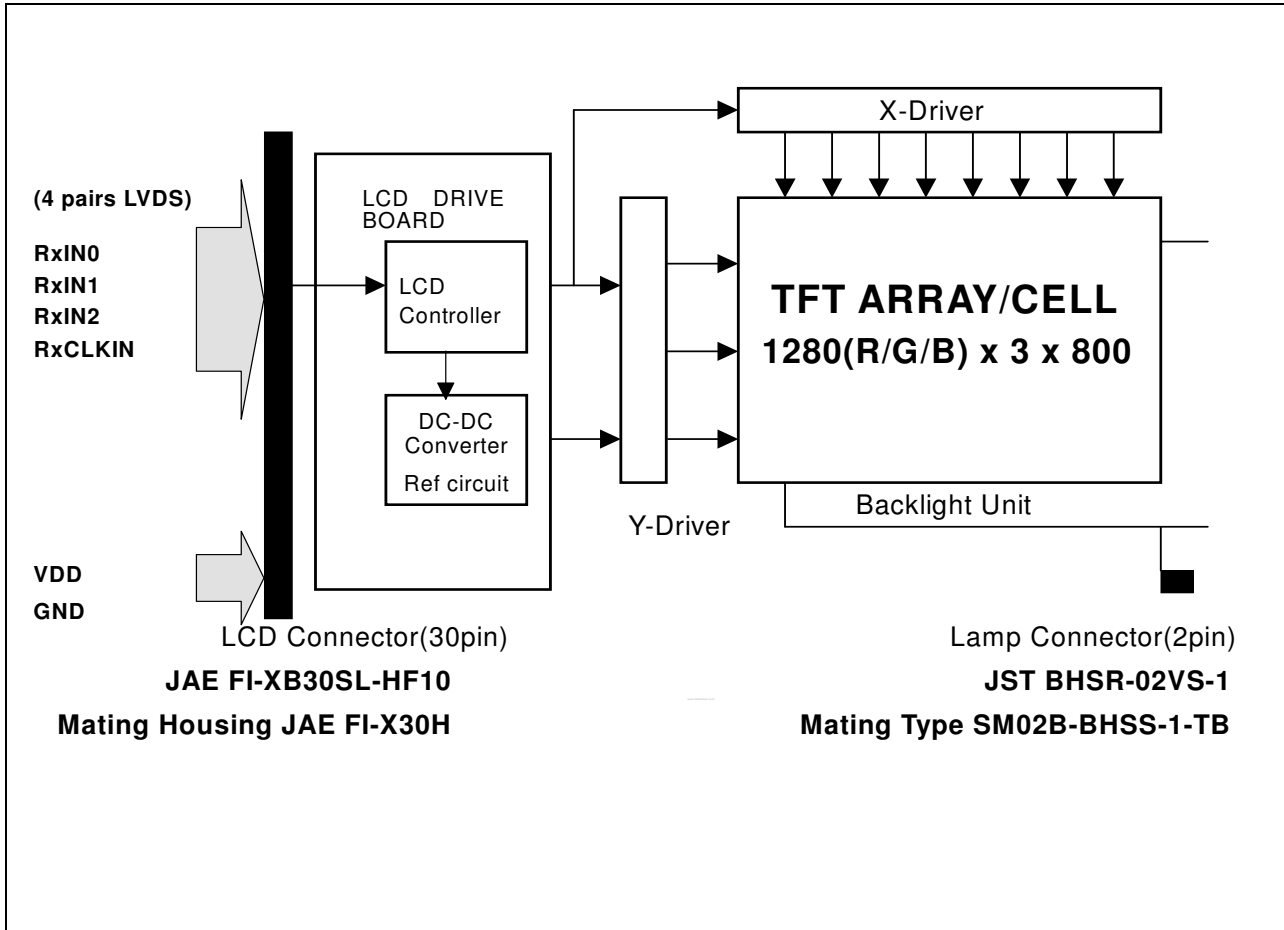 X-Driver
(4 pairs LVDS)
RxIN0
RxIN1
RxIN2
RxCLKIN
LCD DRIVE
BOARD
LCD
Controller
DC-DC
Converter
Ref circuit
TFT ARRAY/CELL
1280(R/G/B) x 3 x 800
Y-Driver
Backlight Unit
VDD
GND
LCD Connector(30pin)
JAE FI-XB30SL-HF10
Mating Housing JAE FI-X30H
Lamp Connector(2pin)
JST BHSR-02VS-1
Mating Type SM02B-BHSS-1-TB